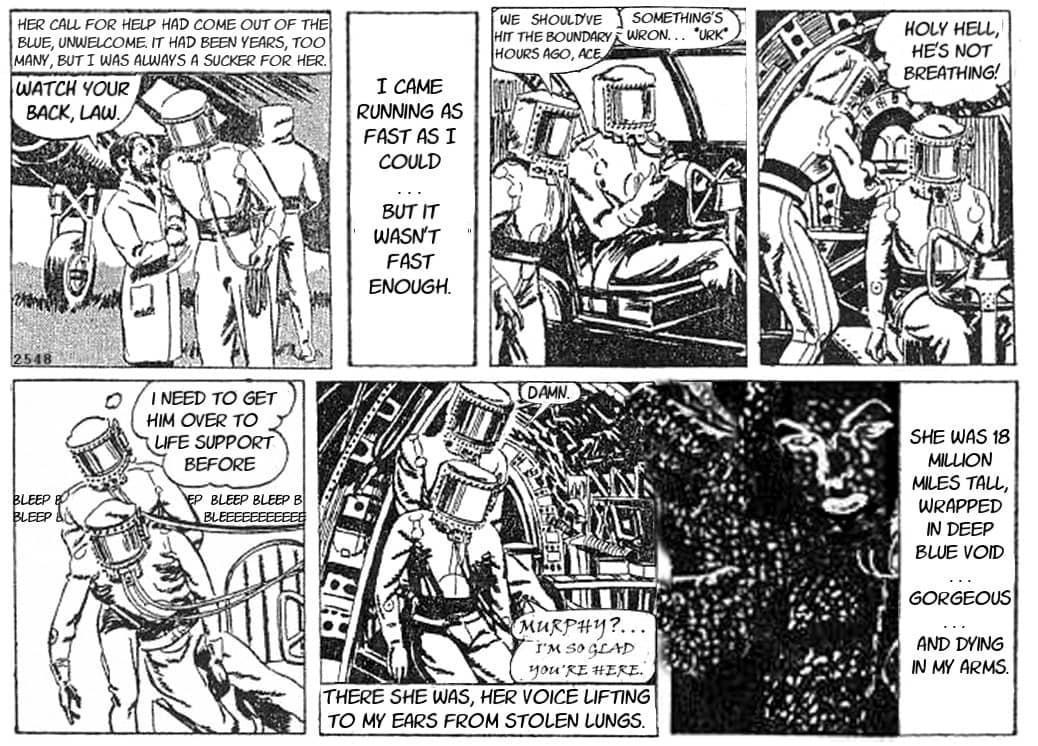 HER CALL FOR HELP HAD COME OUT OF THE
BLUE, UNWELCOME. IT HAD BEEN YEARS, TOO
MANY, BUT I WAS ALWAYS A SUCKER FOR HER.
WATCH YOUR
BACK, LAW.
2548
I CAME
RUNNING AS
FAST AS I
COULD
...
BUT IT
WASN'T
FAST
ENOUGH.
WE SHOULD'VE
HIT THE BOUNDARY
HOURS AGO, ACE.
SOMETHING'S
WRON... *URK*
HOLY HELL,
HE'S NOT
BREATHING!
I NEED TO GET
HIM OVER TO
LIFE SUPPORT
BEFORE
BLEEP B EP BLEEP BLEEP B
BLEEP BLEEEEEEEEEEE
DAMN.
MURPHY?...
I'M SO GLAD
YOU'RE HERE.
THERE SHE WAS, HER VOICE LIFTING
TO MY EARS FROM STOLEN LUNGS.
SHE WAS 18
MILLION
MILES TALL,
WRAPPED
IN DEEP
BLUE VOID
...
GORGEOUS
...
AND DYING
IN MY ARMS.